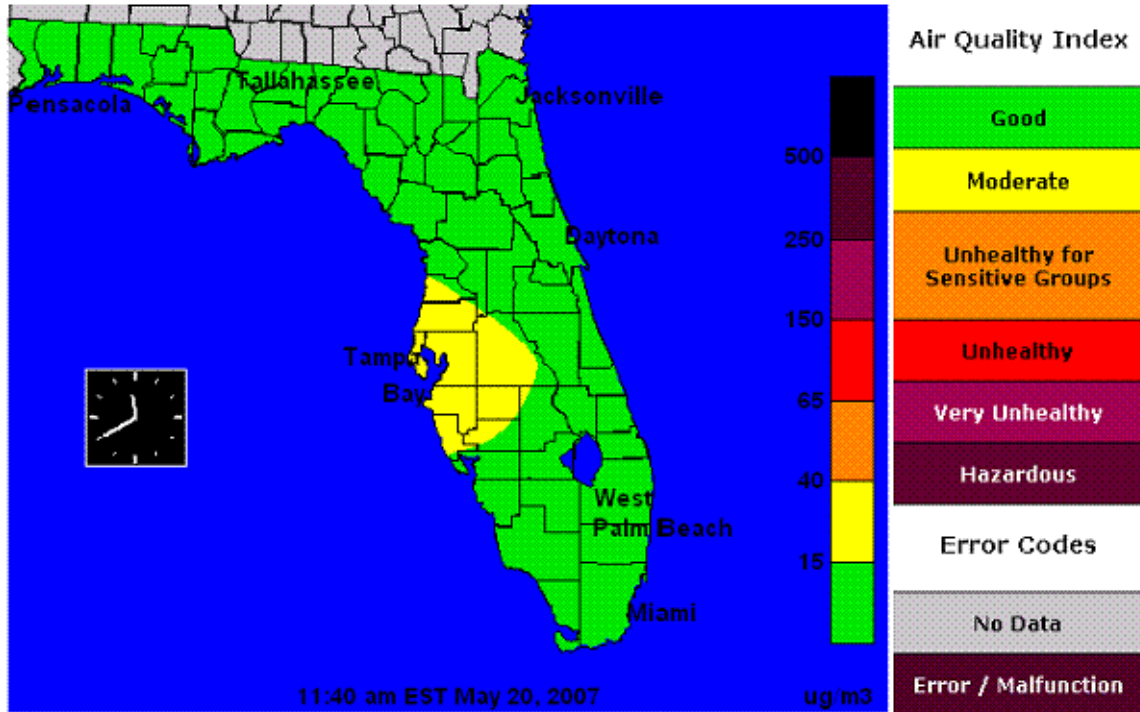 Tallahassee
Pensacola
Jacksonville
Daytona
Tampa
Bay
West
Palm Beach
Miami
11:40 am EST May 20, 2007
500
250
150
65
40
15
ug/m3
Air Quality Index
Good
Moderate
Unhealthy for
Sensitive Groups
Unhealthy
Very Unhealthy
Hazardous
Error Codes
No Data
Error / Malfunction